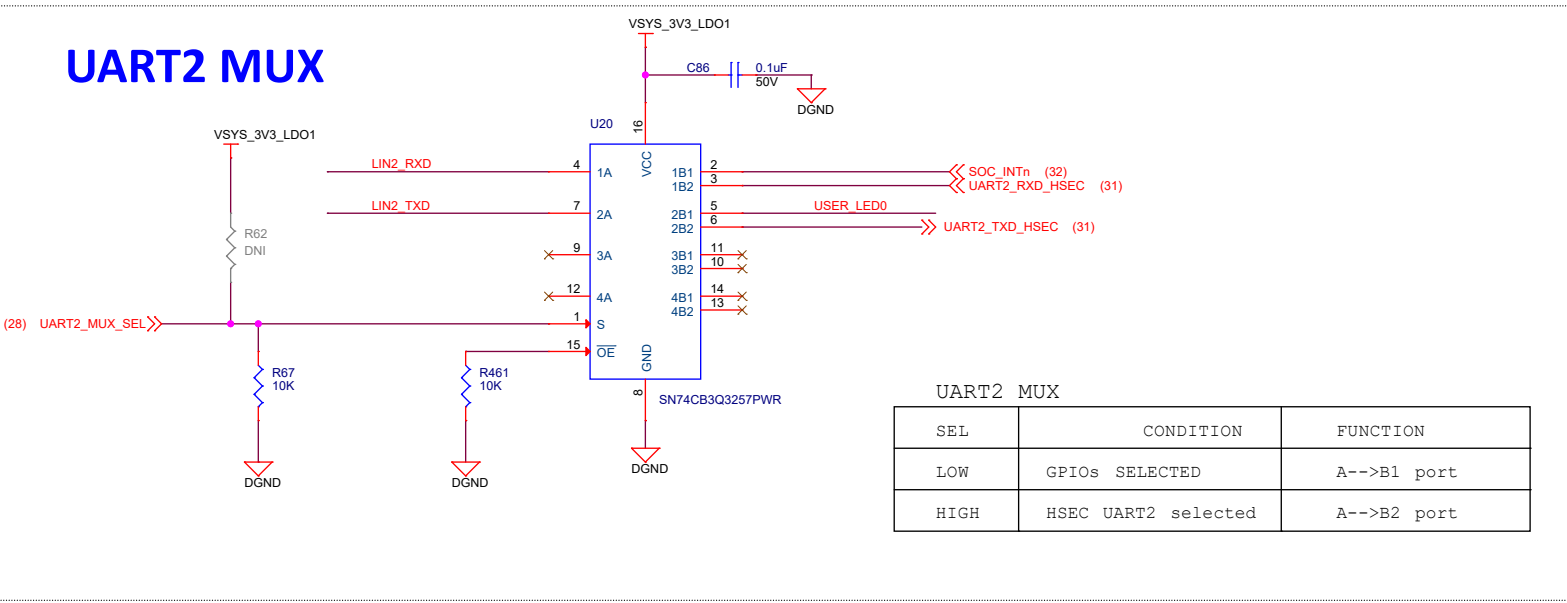 UART2 MUX
VSYS_3V3_LDO1
C86 0.1uF
50V
DGND
U20
16
VCC
VSYS_3V3_LDO1
R62
DNI
LIN2_RXD 4 1A
LIN2_TXD 7 2A
9 3A
12 4A
(28) UART2_MUX_SEL 1 S
15 OE
1B1 2 SOC_INTn (32)
1B2 3 UART2_RXD_HSEC (31)
2B1 5 USER_LED0
2B2 6 UART2_TXD_HSEC (31)
3B1 11
3B2 10
4B1 14
4B2 13
GND
8
SN74CB3Q3257PWR
R67
10K
R461
10K
DGND
DGND
DGND
UART2 MUX
SEL CONDITION FUNCTION
LOW GPIOs SELECTED A-->B1 port
HIGH HSEC UART2 selected A-->B2 port